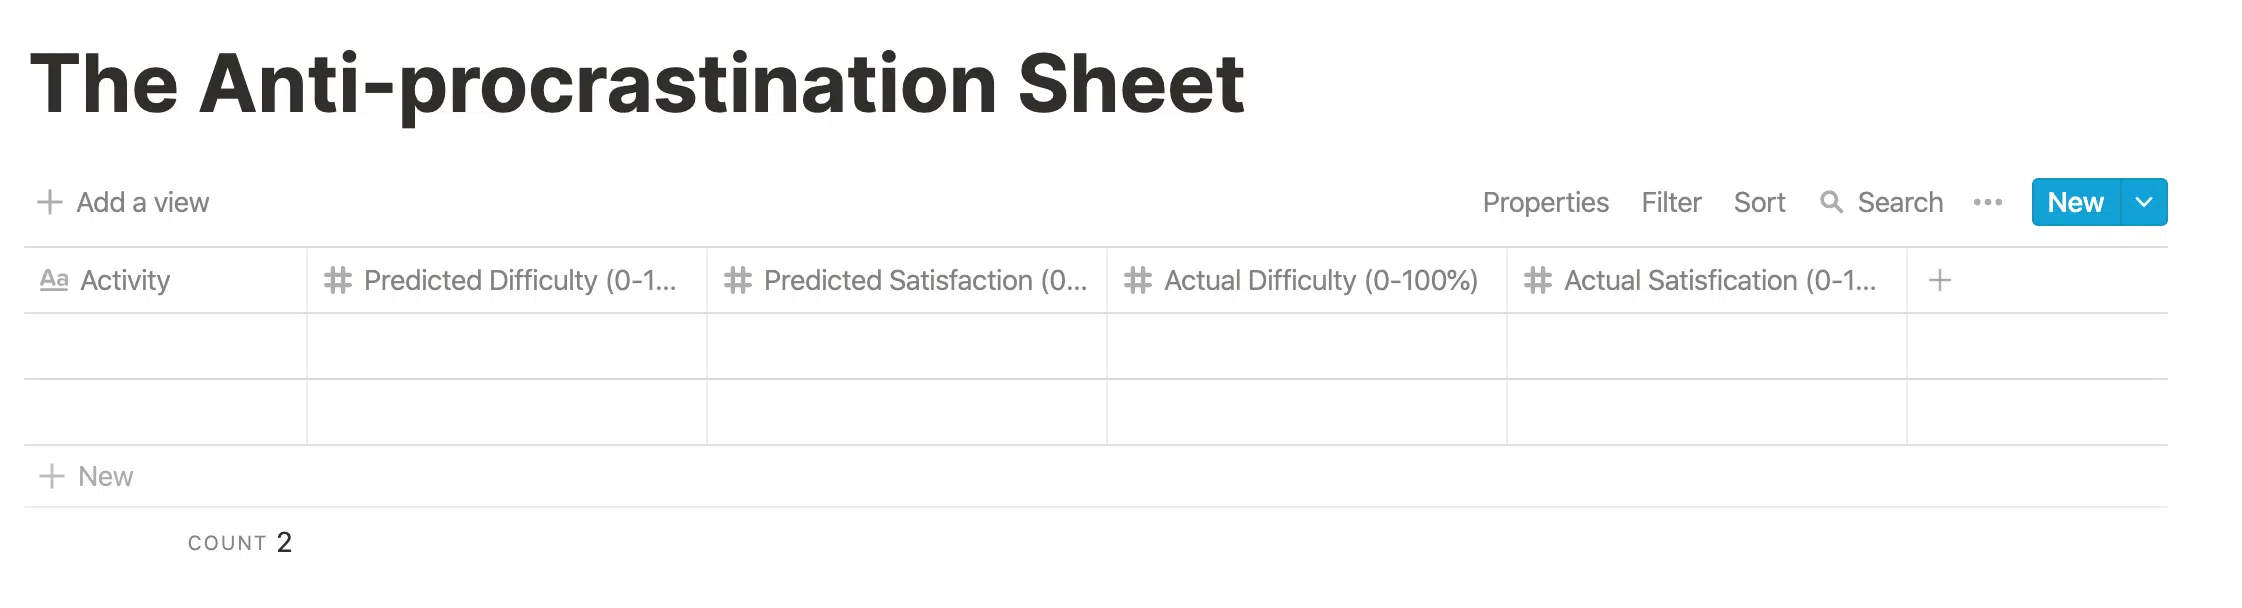 The Anti-procrastination Sheet
Add a view Properties Filter Sort Search ••• New
Aa Activity # Predicted Difficulty (0-1... # Predicted Satisfaction (0... # Actual Difficulty (0-100%) # Actual Satisfication (0-1... +
+ New
COUNT 2